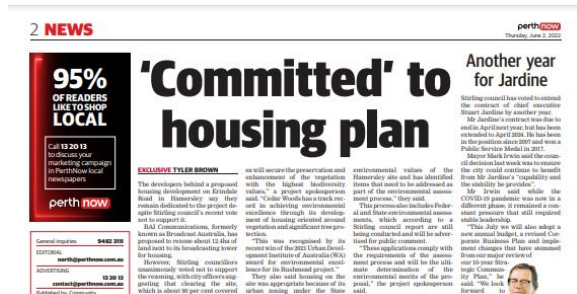 2 NEWS
perthnow
Thursday, June 2, 2022
95%
OF READERS
LIKE TO SHOP
LOCAL
Call 13 20 13
to discuss your
marketing campaign
in PerthNow local
newspapers
perthnow
General inquiries 9482 3111
EDITORIAL
north@perthnow.com.au
ADVERTISING
13 20 13
contact@perthnow.com.au
Published by: Community
'Committed' to
housing plan
EXCLUSIVE TYLER BROWN
The developers behind a proposed
housing development on Erindale
Road in Hamersley say they
remain dedicated to the project de-
spite Stirling council's recent vote
not to support it.
BAI Communications, formerly
known as Broadcast Australia, has
proposed to rezone about 12.4ha of
land next to its broadcasting tower
for housing.
However, Stirling councillors
unanimously voted not to support
the rezoning, with city officers sug-
gesting that clearing the site,
which is about 90 per cent covered
ea will secure the preservation and
enhancement of the vegetation
with the highest biodiversity
values," a project spokesperson
said. "Cedar Woods has a track rec-
ord in achieving environmental
excellence through its develop-
ment of housing oriented around
vegetation and significant tree pro-
tection.
"This was recognised by its
recent win of the 2021 Urban Devel-
opment Institute of Australia (WA)
award for environmental excel-
lence for its Bushmead project."
They also said housing on the
site was appropriate because of its
urban zoning under the State
environmental values of the
Hamersley site and has identified
items that need to be addressed as
part of the environmental assess-
ment process," they said.
This process also includes Feder-
al and State environmental assess-
ments, which according to a
Stirling council report are still
being conducted and will be adver-
tised for public comment.
"These applications comply with
the requirements of the assess-
ment process and will be the ulti-
mate determination of the
environmental merits of the pro-
posal," the project spokesperson
said.
Another year
for Jardine
Stirling council has voted to extend
the contract of chief executive
Stuart Jardine by another year.
Mr Jardine's contract was due to
end in April next year, but has been
extended to April 2024. He has been
in the position since 2007 and won a
Public Service Medal in 2017.
Mayor Mark Irwin said the coun-
cil decision last week was to ensure
the city could continue to benefit
from Mr Jardine's "capability and
the stability he provides".
Mr Irwin said while the
COVID-19 pandemic was now in a
different phase, it remained a con-
stant pressure that still required
stable leadership.
"This July we will also adopt a
new annual budget, a revised Cor-
porate Business Plan and imple-
ment changes that have stemmed
from our major review of
our 10-year Stra-
tegic Commun-
ity Plan," he
said. "We look
forward to